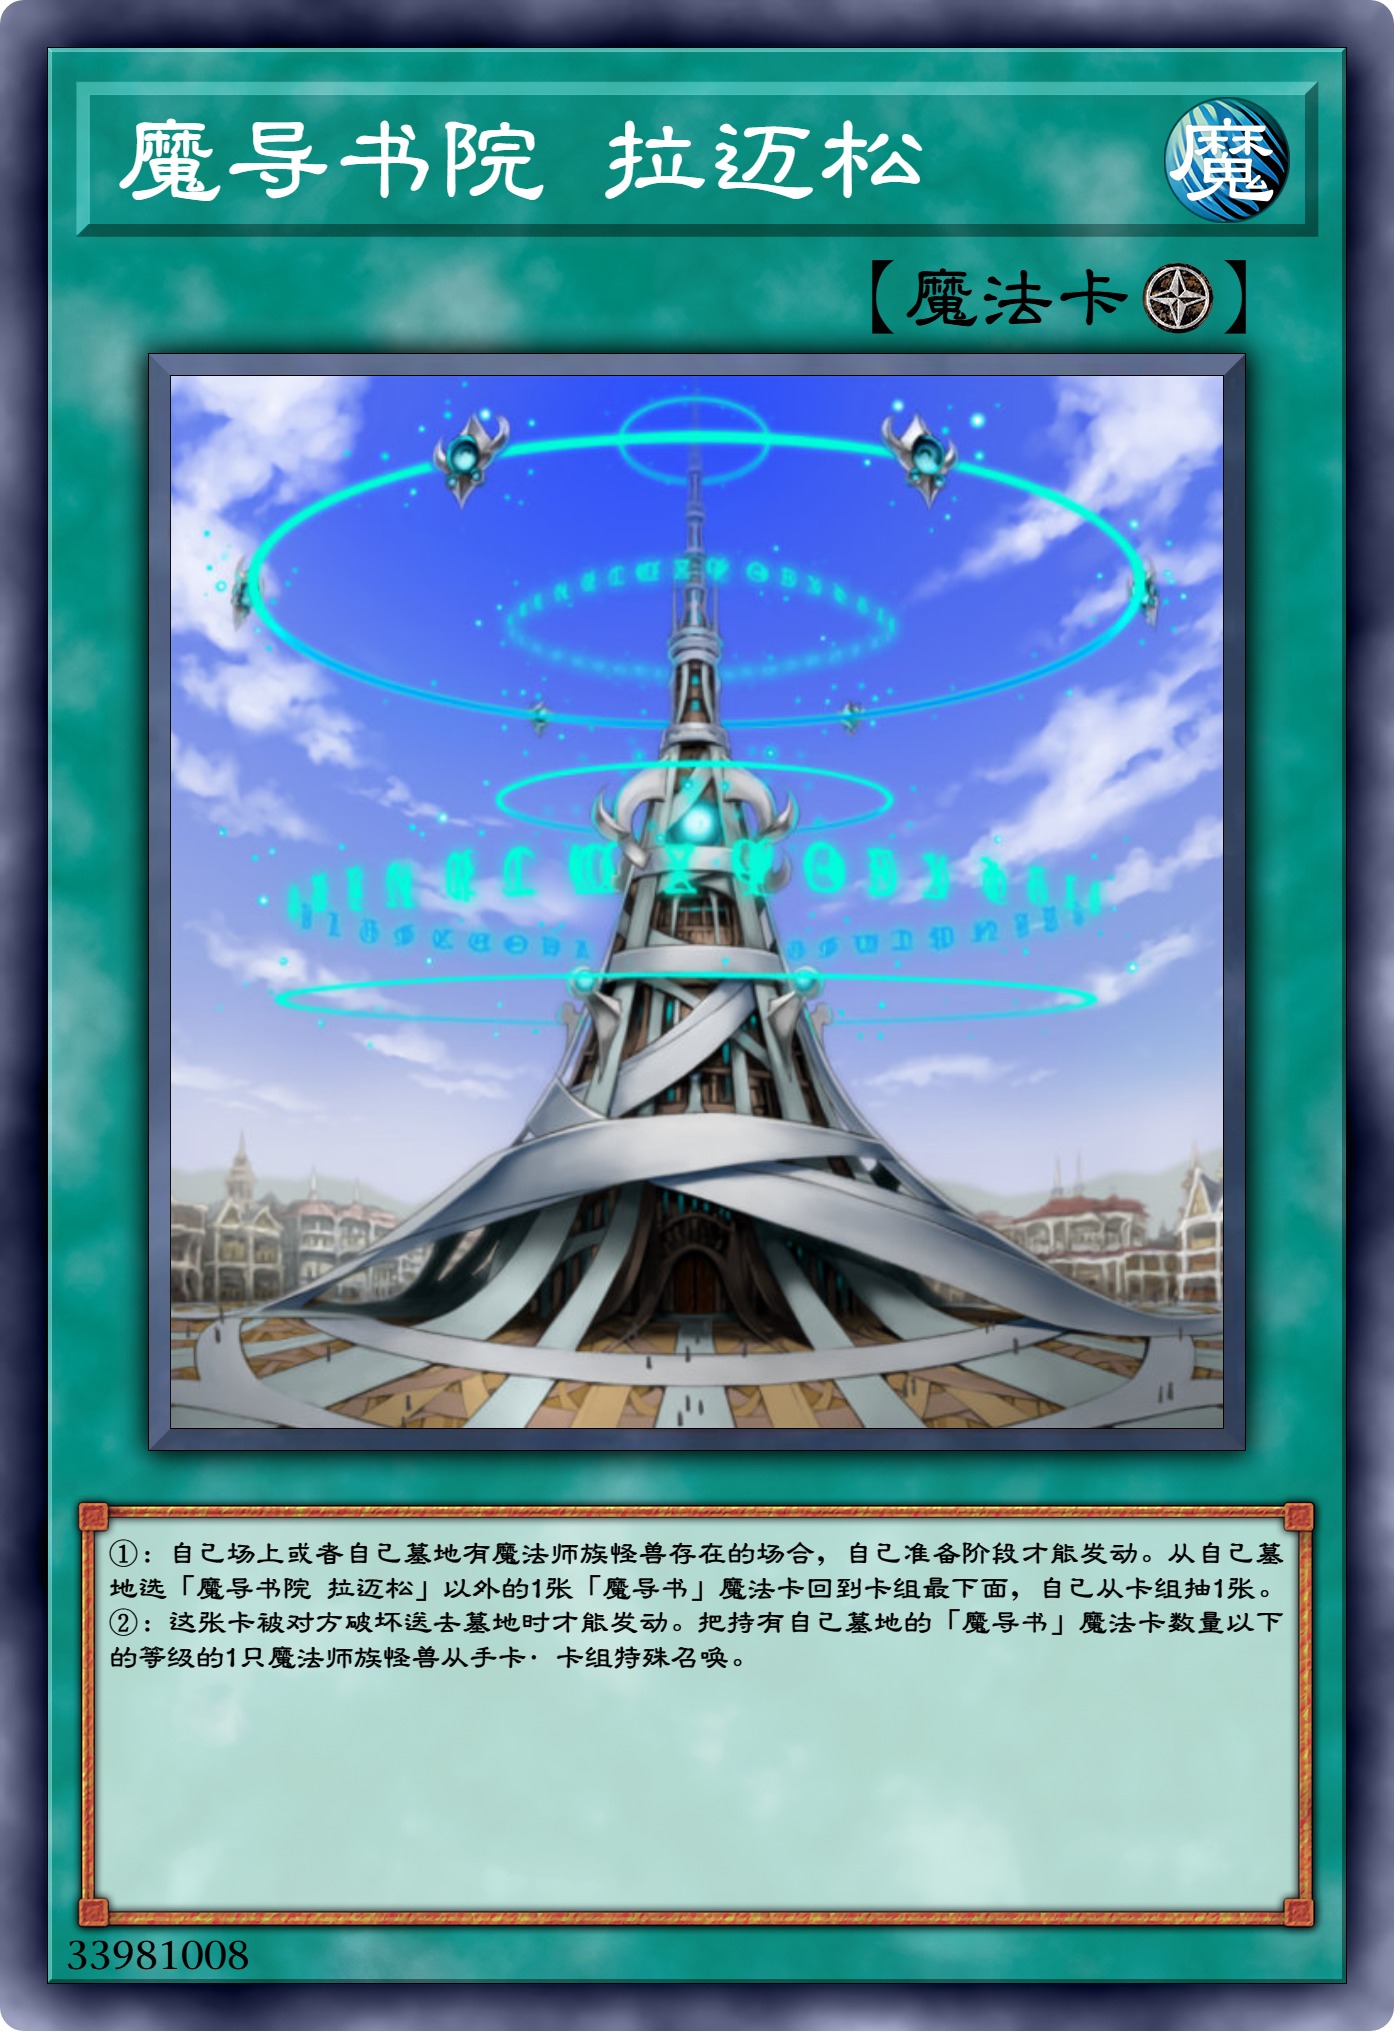 魔导书院 拉迈松
魔
【魔法卡】
①：自己场上或者自己墓地有魔法师族怪兽存在的场合，自己准备阶段才能发动。从自己墓
地选「魔导书院 拉迈松」以外的1张「魔导书」魔法卡回到卡组最下面，自己从卡组抽1张。
②：这张卡被对方破坏送去墓地时才能发动。把持有自己墓地的「魔导书」魔法卡数量以下
的等级的1只魔法师族怪兽从手卡·卡组特殊召唤。
33981008